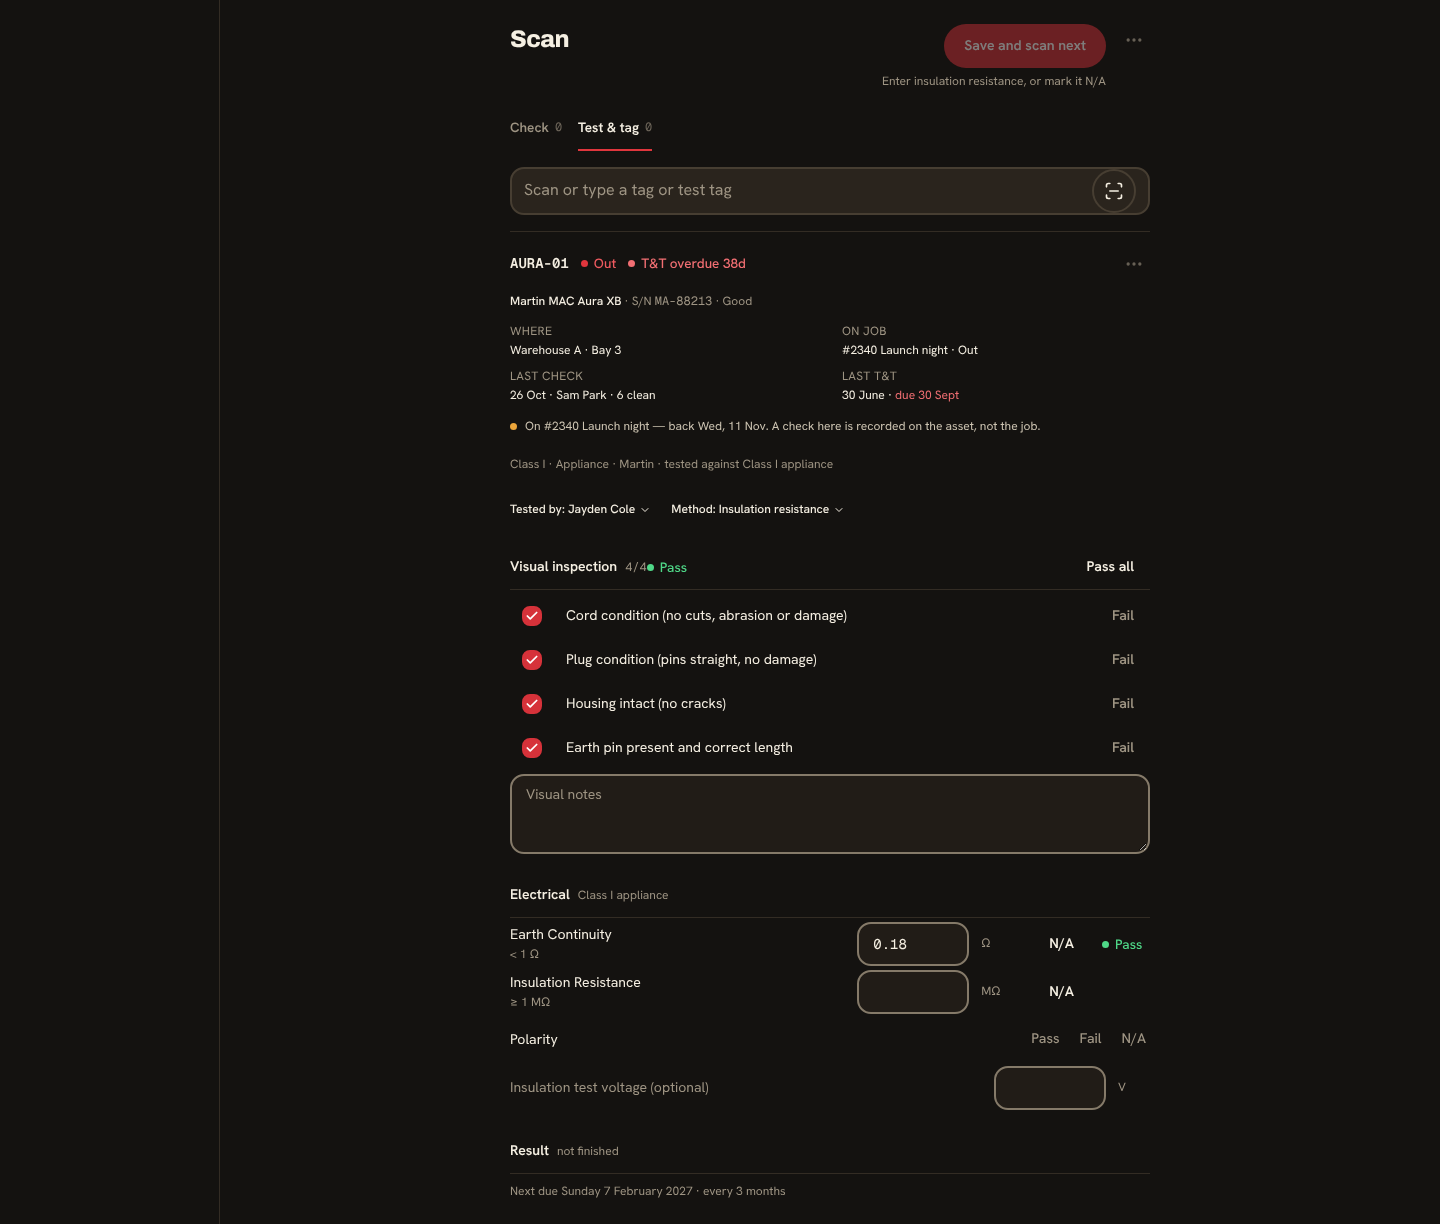 Scan
Save and scan next
Enter insulation resistance, or mark it N/A
Check 0 Test & tag 0
Scan or type a tag or test tag
AURA-01 Out T&T overdue 38d
Martin MAC Aura XB · S/N MA-88213 · Good
WHERE
Warehouse A · Bay 3
ON JOB
#2340 Launch night · Out
LAST CHECK
26 Oct · Sam Park · 6 clean
LAST T&T
30 June · due 30 Sept
On #2340 Launch night — back Wed, 11 Nov. A check here is recorded on the asset, not the job.
Class I · Appliance · Martin · tested against Class I appliance
Tested by: Jayden Cole Method: Insulation resistance
Visual inspection 4/4 Pass Pass all
Cord condition (no cuts, abrasion or damage) Fail
Plug condition (pins straight, no damage) Fail
Housing intact (no cracks) Fail
Earth pin present and correct length Fail
Visual notes
Electrical Class I appliance
Earth Continuity
< 1 Ω
0.18 Ω N/A Pass
Insulation Resistance
≥ 1 MΩ
MΩ N/A
Polarity Pass Fail N/A
Insulation test voltage (optional) V
Result not finished
Next due Sunday 7 February 2027 · every 3 months